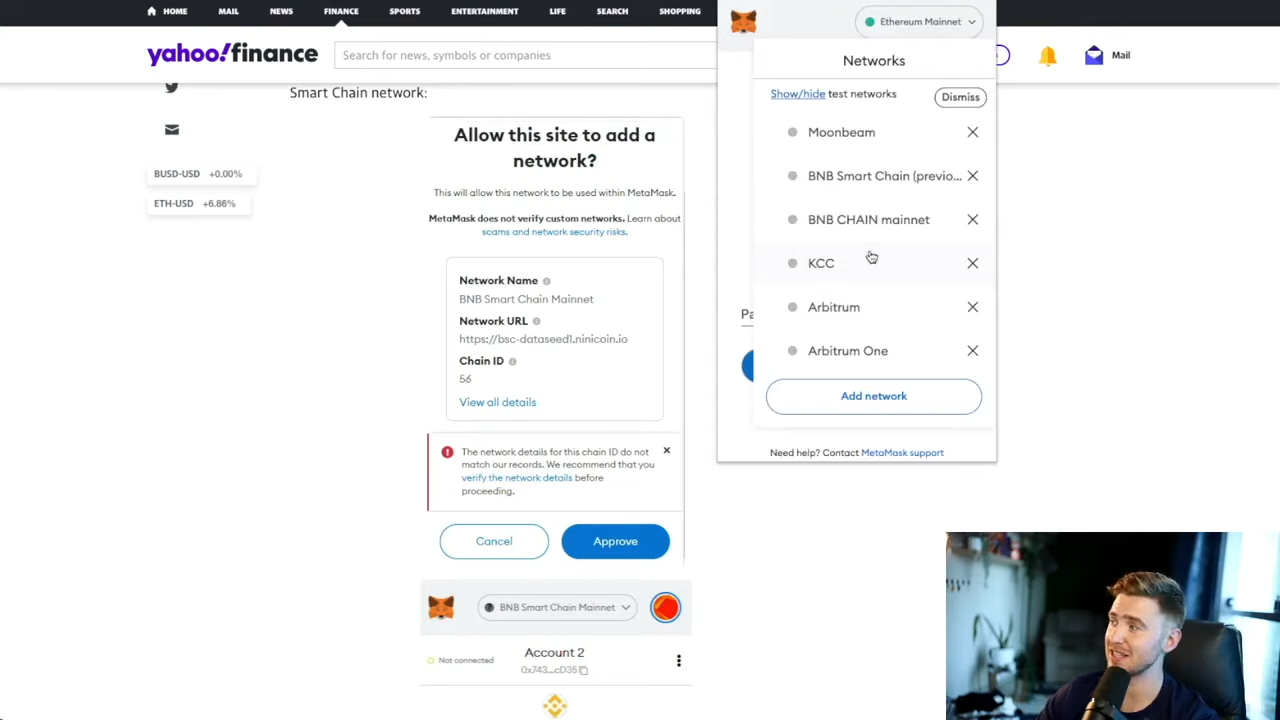 HOME MAIL NEWS FINANCE SPORTS ENTERTAINMENT LIFE SEARCH SHOPPING
yahoo!finance
Search for news, symbols or companies
Mail
Smart Chain network:
BUSD-USD +0.00%
ETH-USD +6.86%
Allow this site to add a
network?
This will allow this network to be used within MetaMask.
MetaMask does not verify custom networks. Learn about
scams and network security risks.
Network Name
BNB Smart Chain Mainnet
Network URL
https://bsc-dataseed1.ninicoin.io
Chain ID
56
View all details
The network details for this chain ID do not
match our records. We recommend that you
verify the network details before
proceeding.
Cancel Approve
BNB Smart Chain Mainnet
Not connected
Account 2
0x743...cD35
Ethereum Mainnet
Networks
Show/hide test networks
Dismiss
Moonbeam
BNB Smart Chain (previo...
BNB CHAIN mainnet
KCC
Arbitrum
Arbitrum One
Add network
Pa
Need help? Contact MetaMask support